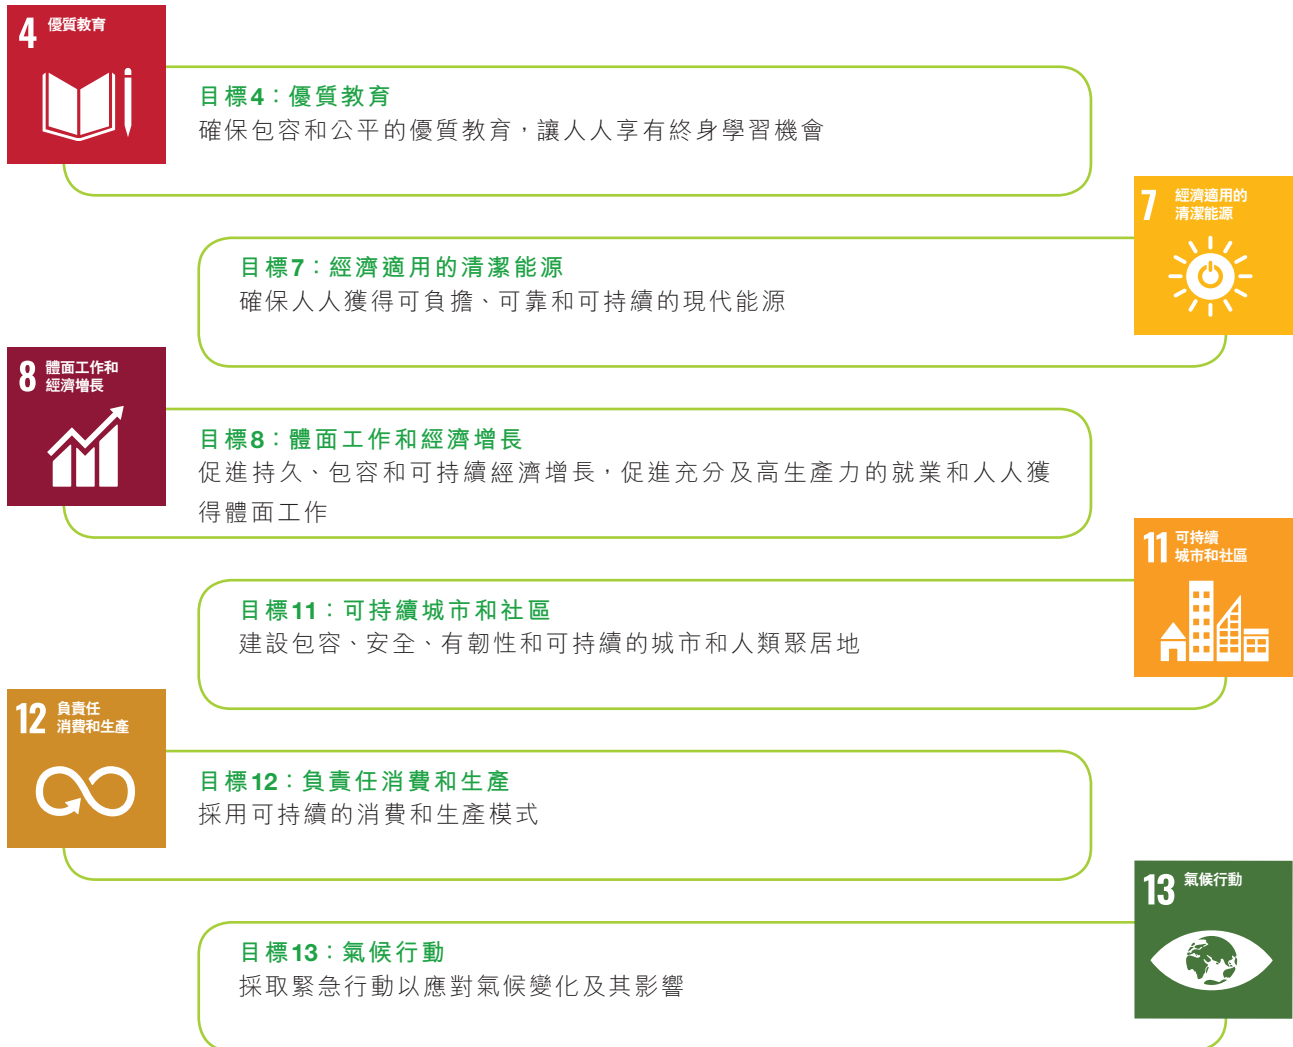 4 優質教育
目標4：優質教育
確保包容和公平的優質教育，讓人人享有終身學習機會
7 經濟適用的
清潔能源
目標7：經濟適用的清潔能源
確保人人獲得可負擔、可靠和可持續的現代能源
8 體面工作和
經濟增長
目標8：體面工作和經濟增長
促進持久、包容和可持續經濟增長，促進充分及高生產力的就業和人人獲
得體面工作
11 可持續
城市和社區
目標11：可持續城市和社區
建設包容、安全、有韌性和可持續的城市和人類聚居地
12 負責任
消費和生產
目標12：負責任消費和生產
採用可持續的消費和生產模式
13 氣候行動
目標13：氣候行動
採取緊急行動以應對氣候變化及其影響